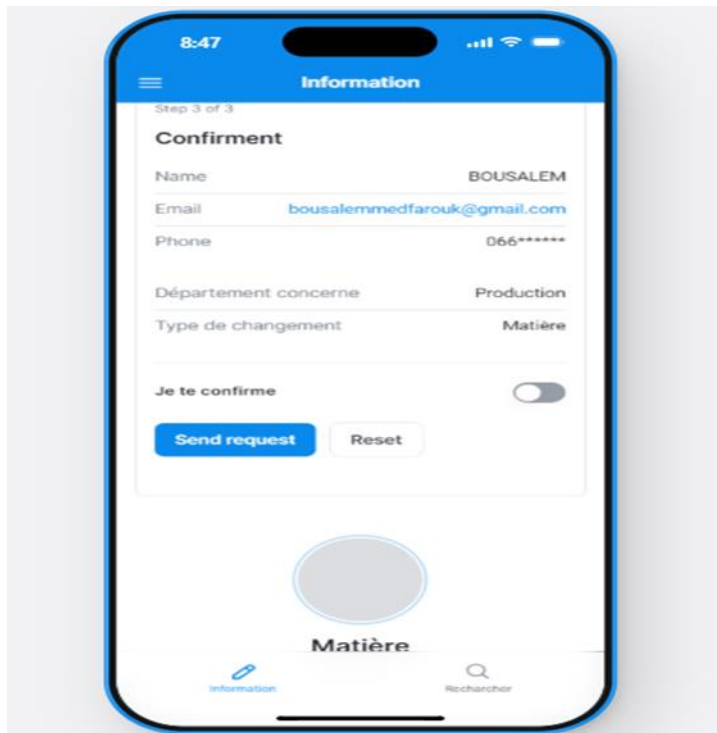 8:47
Information
Step 3 of 3
Confirment
Name BOUSALEM
Email bousalemmedfarouk@gmail.com
Phone 066******
Département concerne Production
Type de changement Matière
Je te confirme
Send request Reset
Matière
Information Recharcher